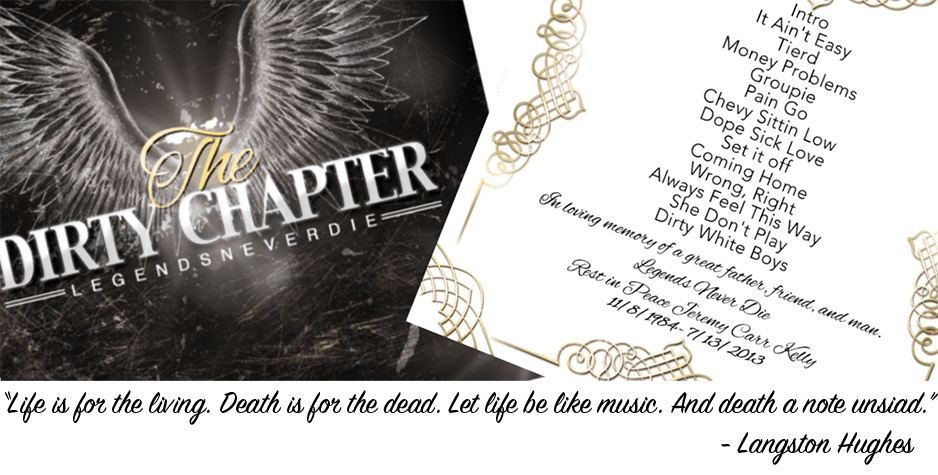 The
DIRTY CHAPTER
LEGENDSNEVERDIE
Intro
It Ain't Easy
Tierd
Money Problems
Groupie
Pain Go
Chevy Sittin Low
Dope Sick Love
Set it off
Coming Home
Wrong, Right
Always Feel This Way
She Don't Play
Dirty White Boys
In loving memory of a great father, friend, and man.
Legends Never Die
Rest in Peace Jeremy Carr Kelly
11/8/1984-7/13/2013
“Life is for the living. Death is for the dead. Let life be like music. And death a note unsiad.”
- Langston Hughes